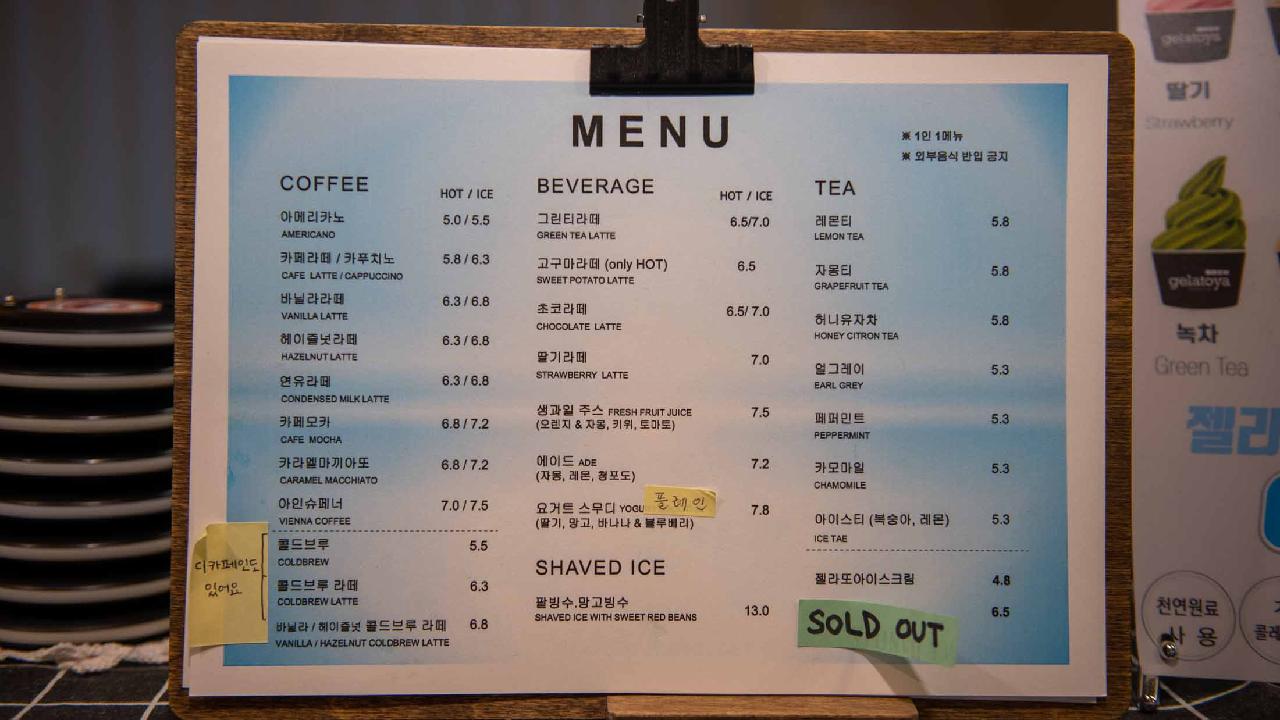 MENU
※ 1인 1메뉴
※ 외부음식 반입 금지
COFFEE
HOT / ICE
아메리카노 5.0 / 5.5
AMERICANO
카페라떼 / 카푸치노 5.8 / 6.3
CAFE LATTE / CAPPUCCINO
바닐라라떼 6.3 / 6.8
VANILLA LATTE
헤이즐넛라떼 6.3 / 6.8
HAZELNUT LATTE
연유라떼 6.3 / 6.8
CONDENSED MILK LATTE
카페모카 6.8 / 7.2
CAFE MOCHA
카라멜마끼아또 6.8 / 7.2
CARAMEL MACCHIATO
아인슈페너 7.0 / 7.5
VIENNA COFFEE
콜드브루 5.5
COLDBREW
콜드브루 라떼 6.3
COLDBREW LATTE
바닐라 / 헤이즐넛 콜드브루 라떼 6.8
VANILLA / HAZELNUT COLDBREW LATTE
디카페인도
있어요
BEVERAGE
HOT / ICE
그린티라떼 6.5/7.0
GREEN TEA LATTE
고구마라떼 (only HOT) 6.5
SWEET POTATO LATTE
초코라떼 6.5/ 7.0
CHOCOLATE LATTE
딸기라떼 7.0
STRAWBERRY LATTE
생과일 주스 FRESH FRUIT JUICE 7.5
(오렌지 & 자몽, 키위, 토마토)
에이드 ADE 7.2
(자몽, 레몬, 청포도)
요거트 스무디 YOGU 플레인 7.8
(딸기, 망고, 바나나 & 블루베리)
SHAVED ICE
팥빙수.망고빙수 13.0
SHAVED ICE WITH SWEET RED BEANS
TEA
레몬티 5.8
LEMON TEA
자몽티 5.8
GRAPEFRUIT TEA
허니유자차 5.8
HONEY CITRON TEA
얼그레이 5.3
EARL GREY
페퍼민트 5.3
PEPPERMINT
카모마일 5.3
CHAMOMILE
아이스티 (복숭아, 레몬) 5.3
ICE TAE
젤라또아이스크림 4.8
6.5
SOLD OUT
gelatoya
딸기
Strawberry
gelatoya
녹차
Green Tea
젤라
천연원료
사 용